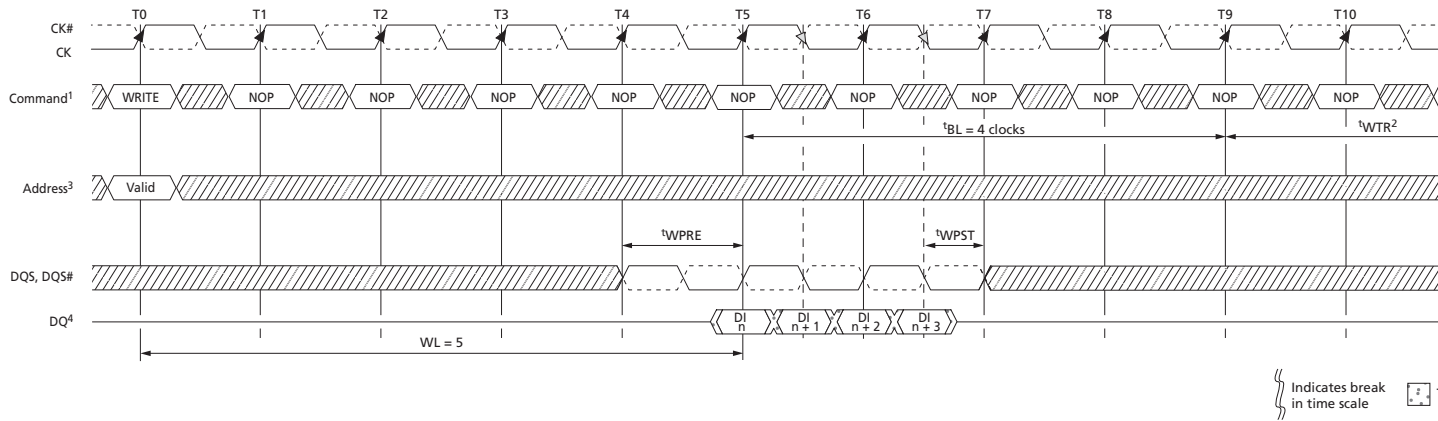 T0 T1 T2 T3 T4 T5 T6 T7 T8 T9 T10
CK#
CK
Command¹ WRITE NOP NOP NOP NOP NOP NOP NOP NOP NOP NOP
ᵗBL = 4 clocks ᵗWTR²
Address³ Valid
ᵗWPRE ᵗWPST
DQS, DQS#
DQ⁴ DI n DI n + 1 DI n + 2 DI n + 3
WL = 5
Indicates break
in time scale